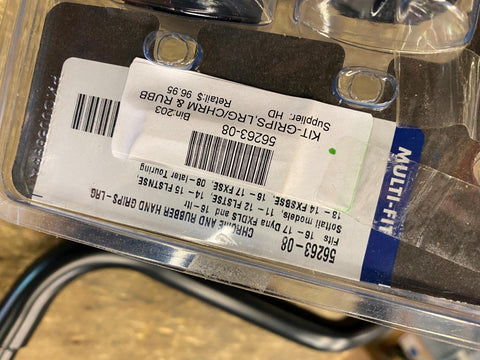 KIT-GRIPS,LRG/CHRM & RUBB
Supplier: HD
Retail:$ 96.95
Bin:203
56263-08
MULTI-FIT
56263-08
CHROME AND RUBBER HAND GRIPS-LRG
Fits 16 - 17 Dyna FXDLS and 16-ltr
Softail models, 11 - 12 FLSTSE,
13 - 14 FXSBSE, 14 - 15 FLSTNSE,
16 - 17 FXSE, 08 -later Touring